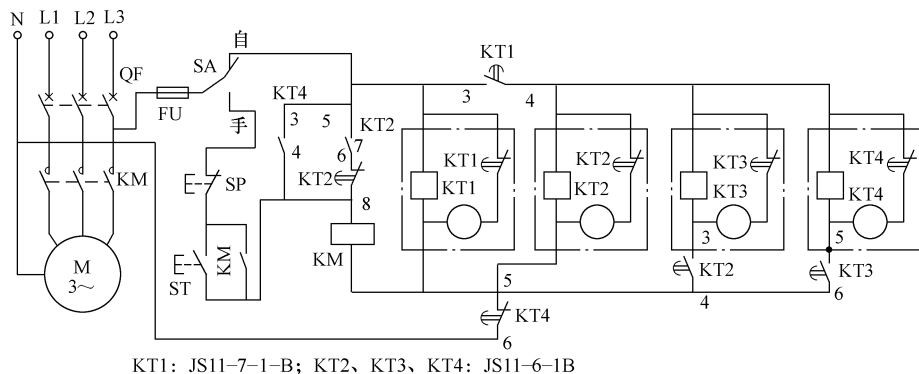 N L1 L2 L3
自
QF
SA
KT1
FU
KT4
3 4
手
3 5
KT2
4 6 7
KT1 KT2 KT3 KT4
KM
SP
KT2
KT1 KT2 KT3 KT4
8
3 5
M
3～
ST
KM
KM
KT2 KT3
5
4 6
KT4
6
KT1：JS11-7-1-B；KT2、KT3、KT4：JS11-6-1B